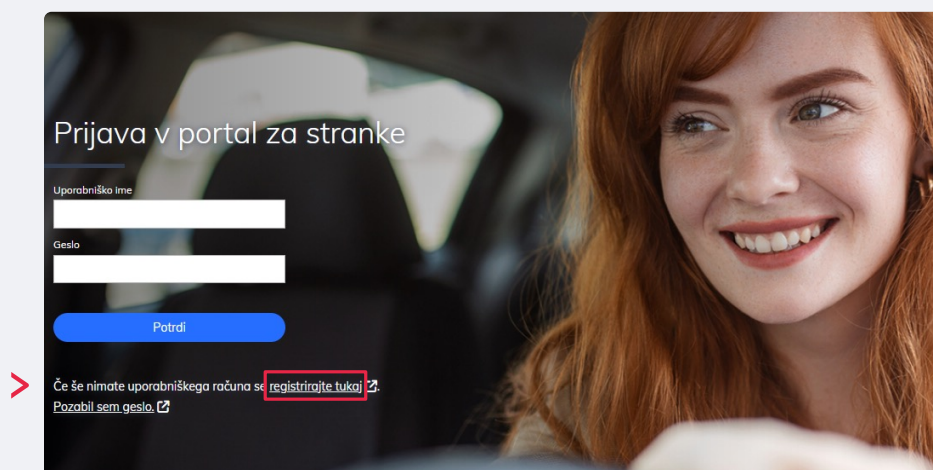 Prijava v portal za stranke
Uporabniško ime
Geslo
Potrdi
Če še nimate uporabniškega računa se registrirajte tukaj.
Pozabil sem geslo.